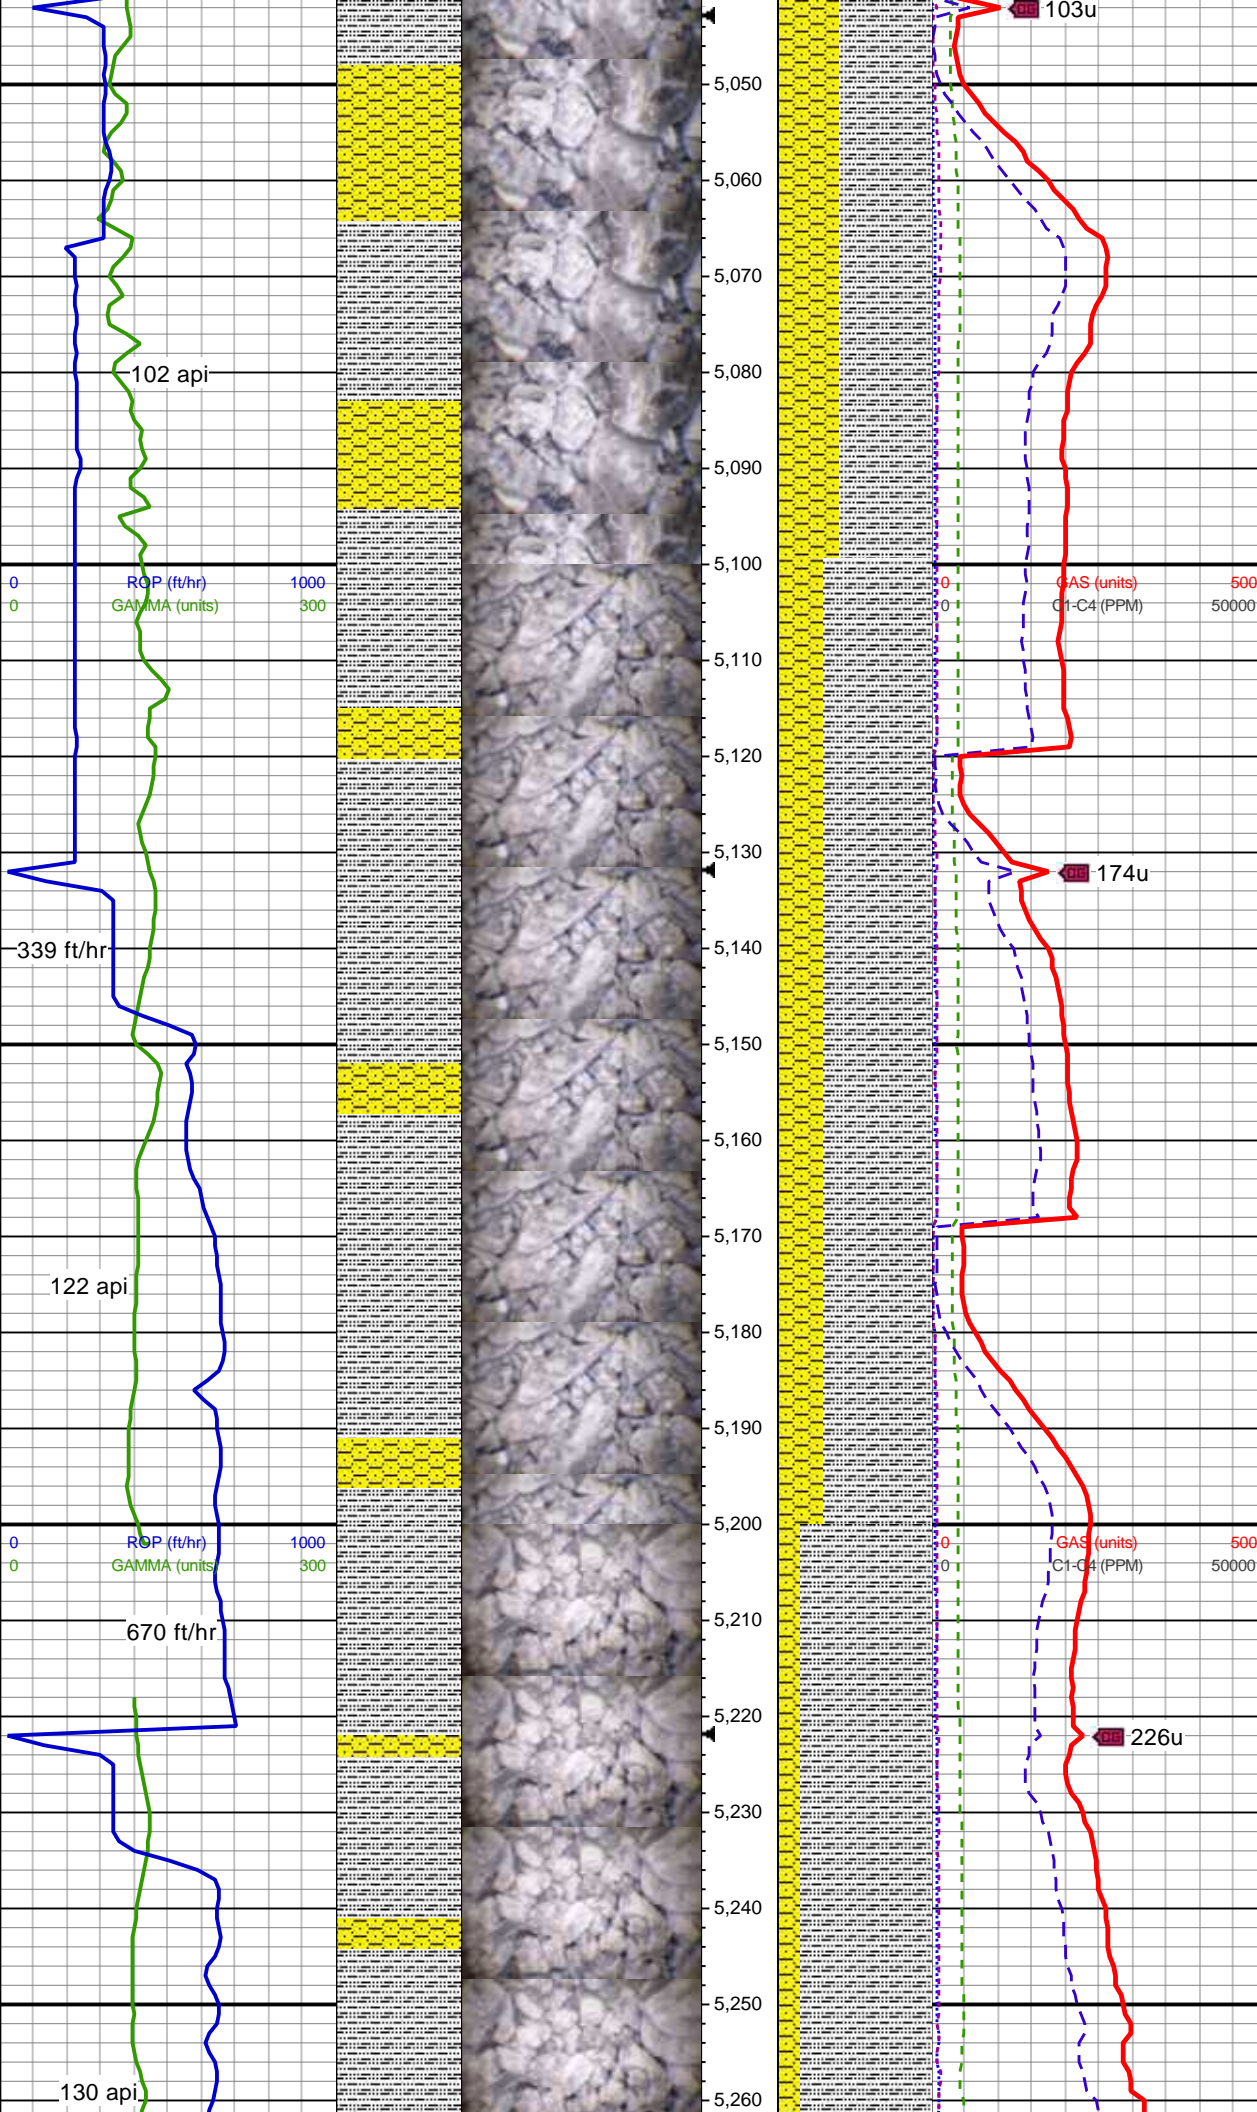 CG 103u
5,050
5,060
5,070
102 api
5,080
5,090
5,100
0 ROP (ft/hr) 1000
0 GAS (units) 500
0 GAMMA (units) 300
0 C1-C4 (PPM) 50000
5,110
5,120
5,130
CG 174u
339 ft/hr
5,140
5,150
5,160
5,170
122 api
5,180
5,190
5,200
0 ROP (ft/hr) 1000
0 GAS (units) 500
0 GAMMA (units) 300
0 C1-C4 (PPM) 50000
5,210
670 ft/hr
5,220
CG 226u
5,230
5,240
5,250
130 api
5,260